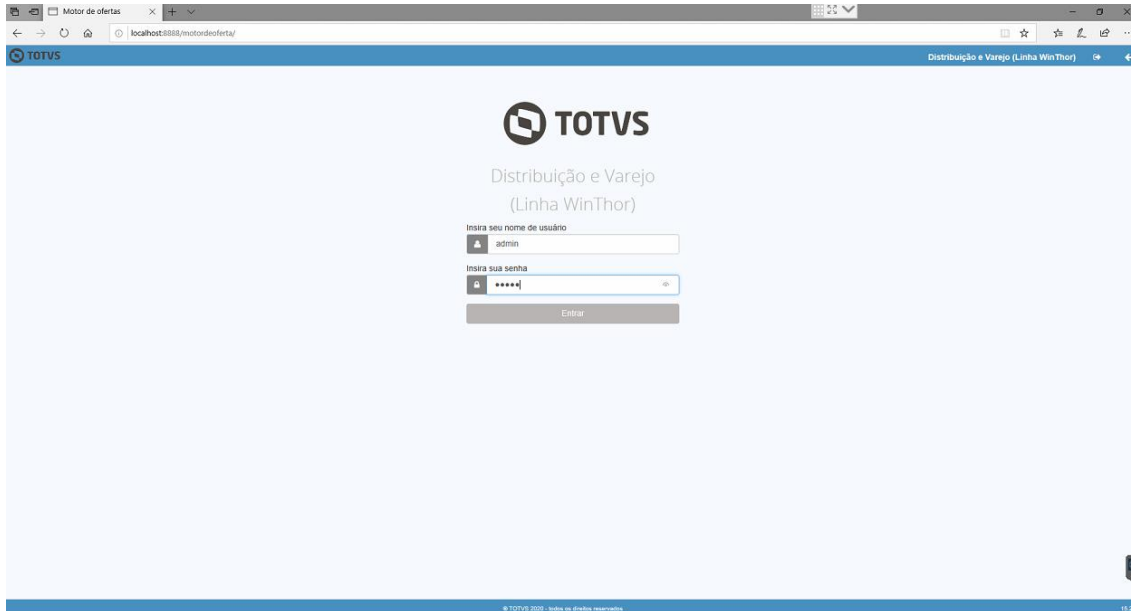 Motor de ofertas
localhost:8888/motordeoferta/
TOTVS
Distribuição e Varejo (Linha WinThor)
TOTVS
Distribuição e Varejo
(Linha WinThor)
Insira seu nome de usuário
admin
Insira sua senha
•••••
Entrar
© TOTVS 2020 - todos os direitos reservados